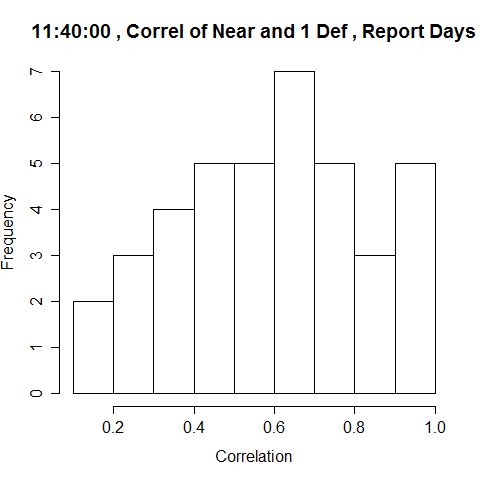 11:40:00 , Correl of Near and 1 Def , Report Days
Frequency
7
6
5
4
3
2
1
0
0.2 0.4 0.6 0.8 1.0
Correlation